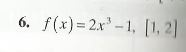 6. f(x)=2x³-1, [1, 2]